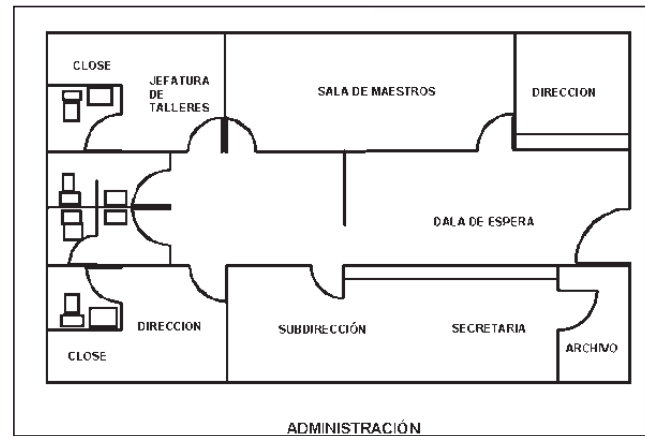 CLOSE
JEFATURA
DE
TALLERES
SALA DE MAESTROS
DIRECCION
DALA DE ESPERA
DIRECCION
SUBDIRECCIÓN
SECRETARIA
ARCHIVO
CLOSE
ADMINISTRACIÓN